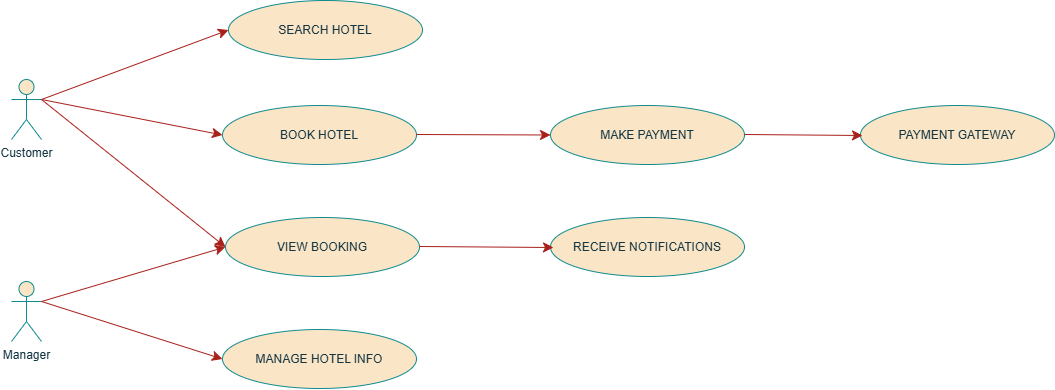 SEARCH HOTEL
Customer
BOOK HOTEL
MAKE PAYMENT
PAYMENT GATEWAY
VIEW BOOKING
RECEIVE NOTIFICATIONS
Manager
MANAGE HOTEL INFO